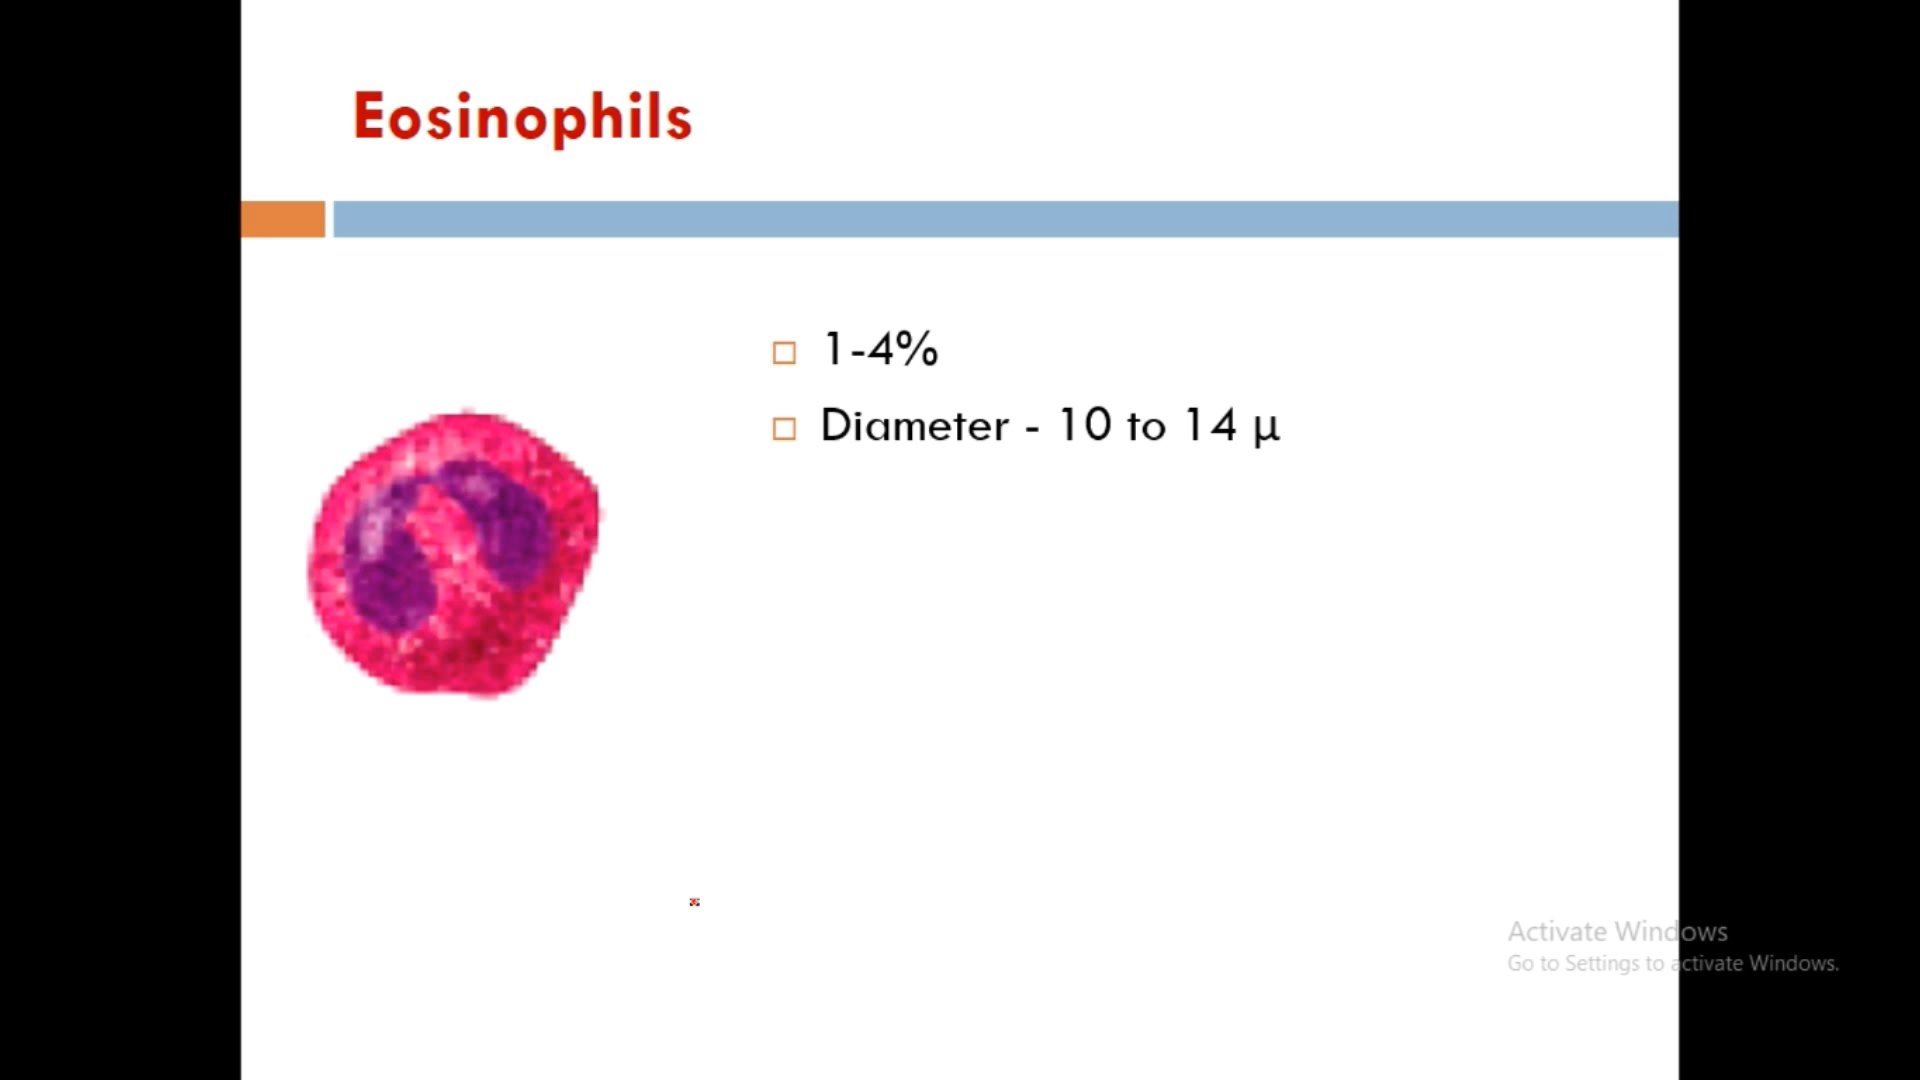 Eosinophils
1-4%
Diameter - 10 to 14 µ
Activate Windows
Go to Settings to activate Windows.